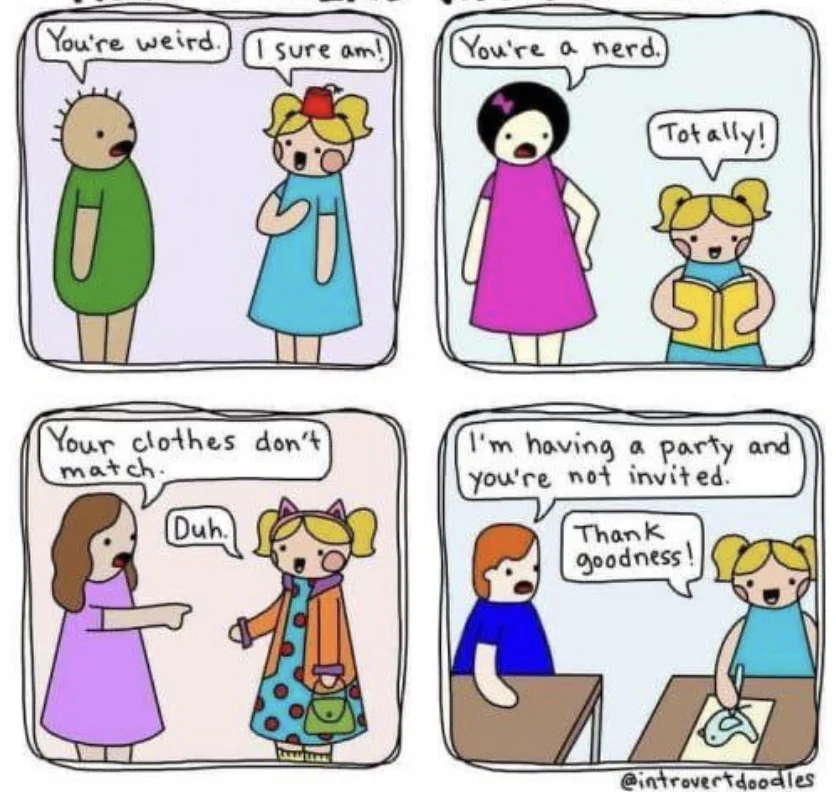 You're weird.
I sure am!
You're a nerd.
Totally!
Your clothes don't
match.
Duh.
I'm having a party and
you're not invited.
Thank
goodness!
@introvertdoodles